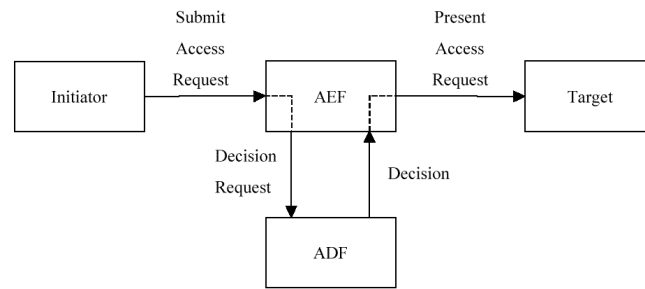 Submit
Access
Request
Present
Access
Request
Initiator
AEF
Target
Decision
Request
Decision
ADF